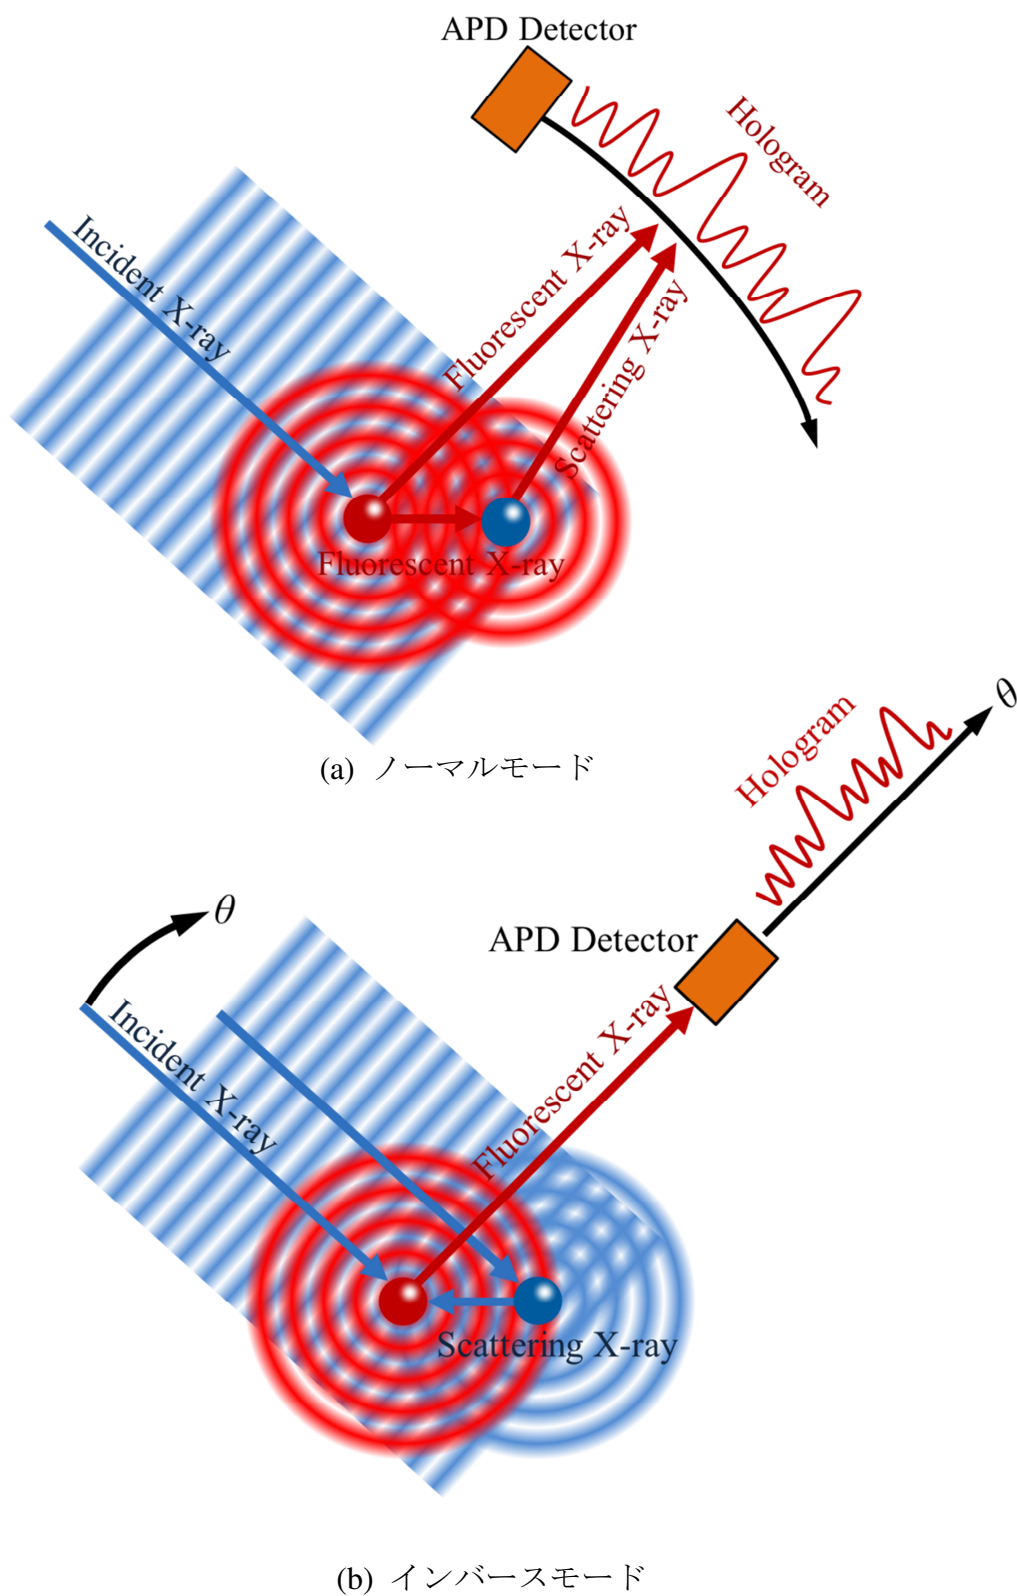 APD Detector
Hologram
Incident X-ray
Fluorescent X-ray
Scattering X-ray
Fluorescent X-ray
(a) ノーマルモード
θ
Hologram
θ
APD Detector
Incident X-ray
Fluorescent X-ray
Scattering X-ray
(b) インバースモード